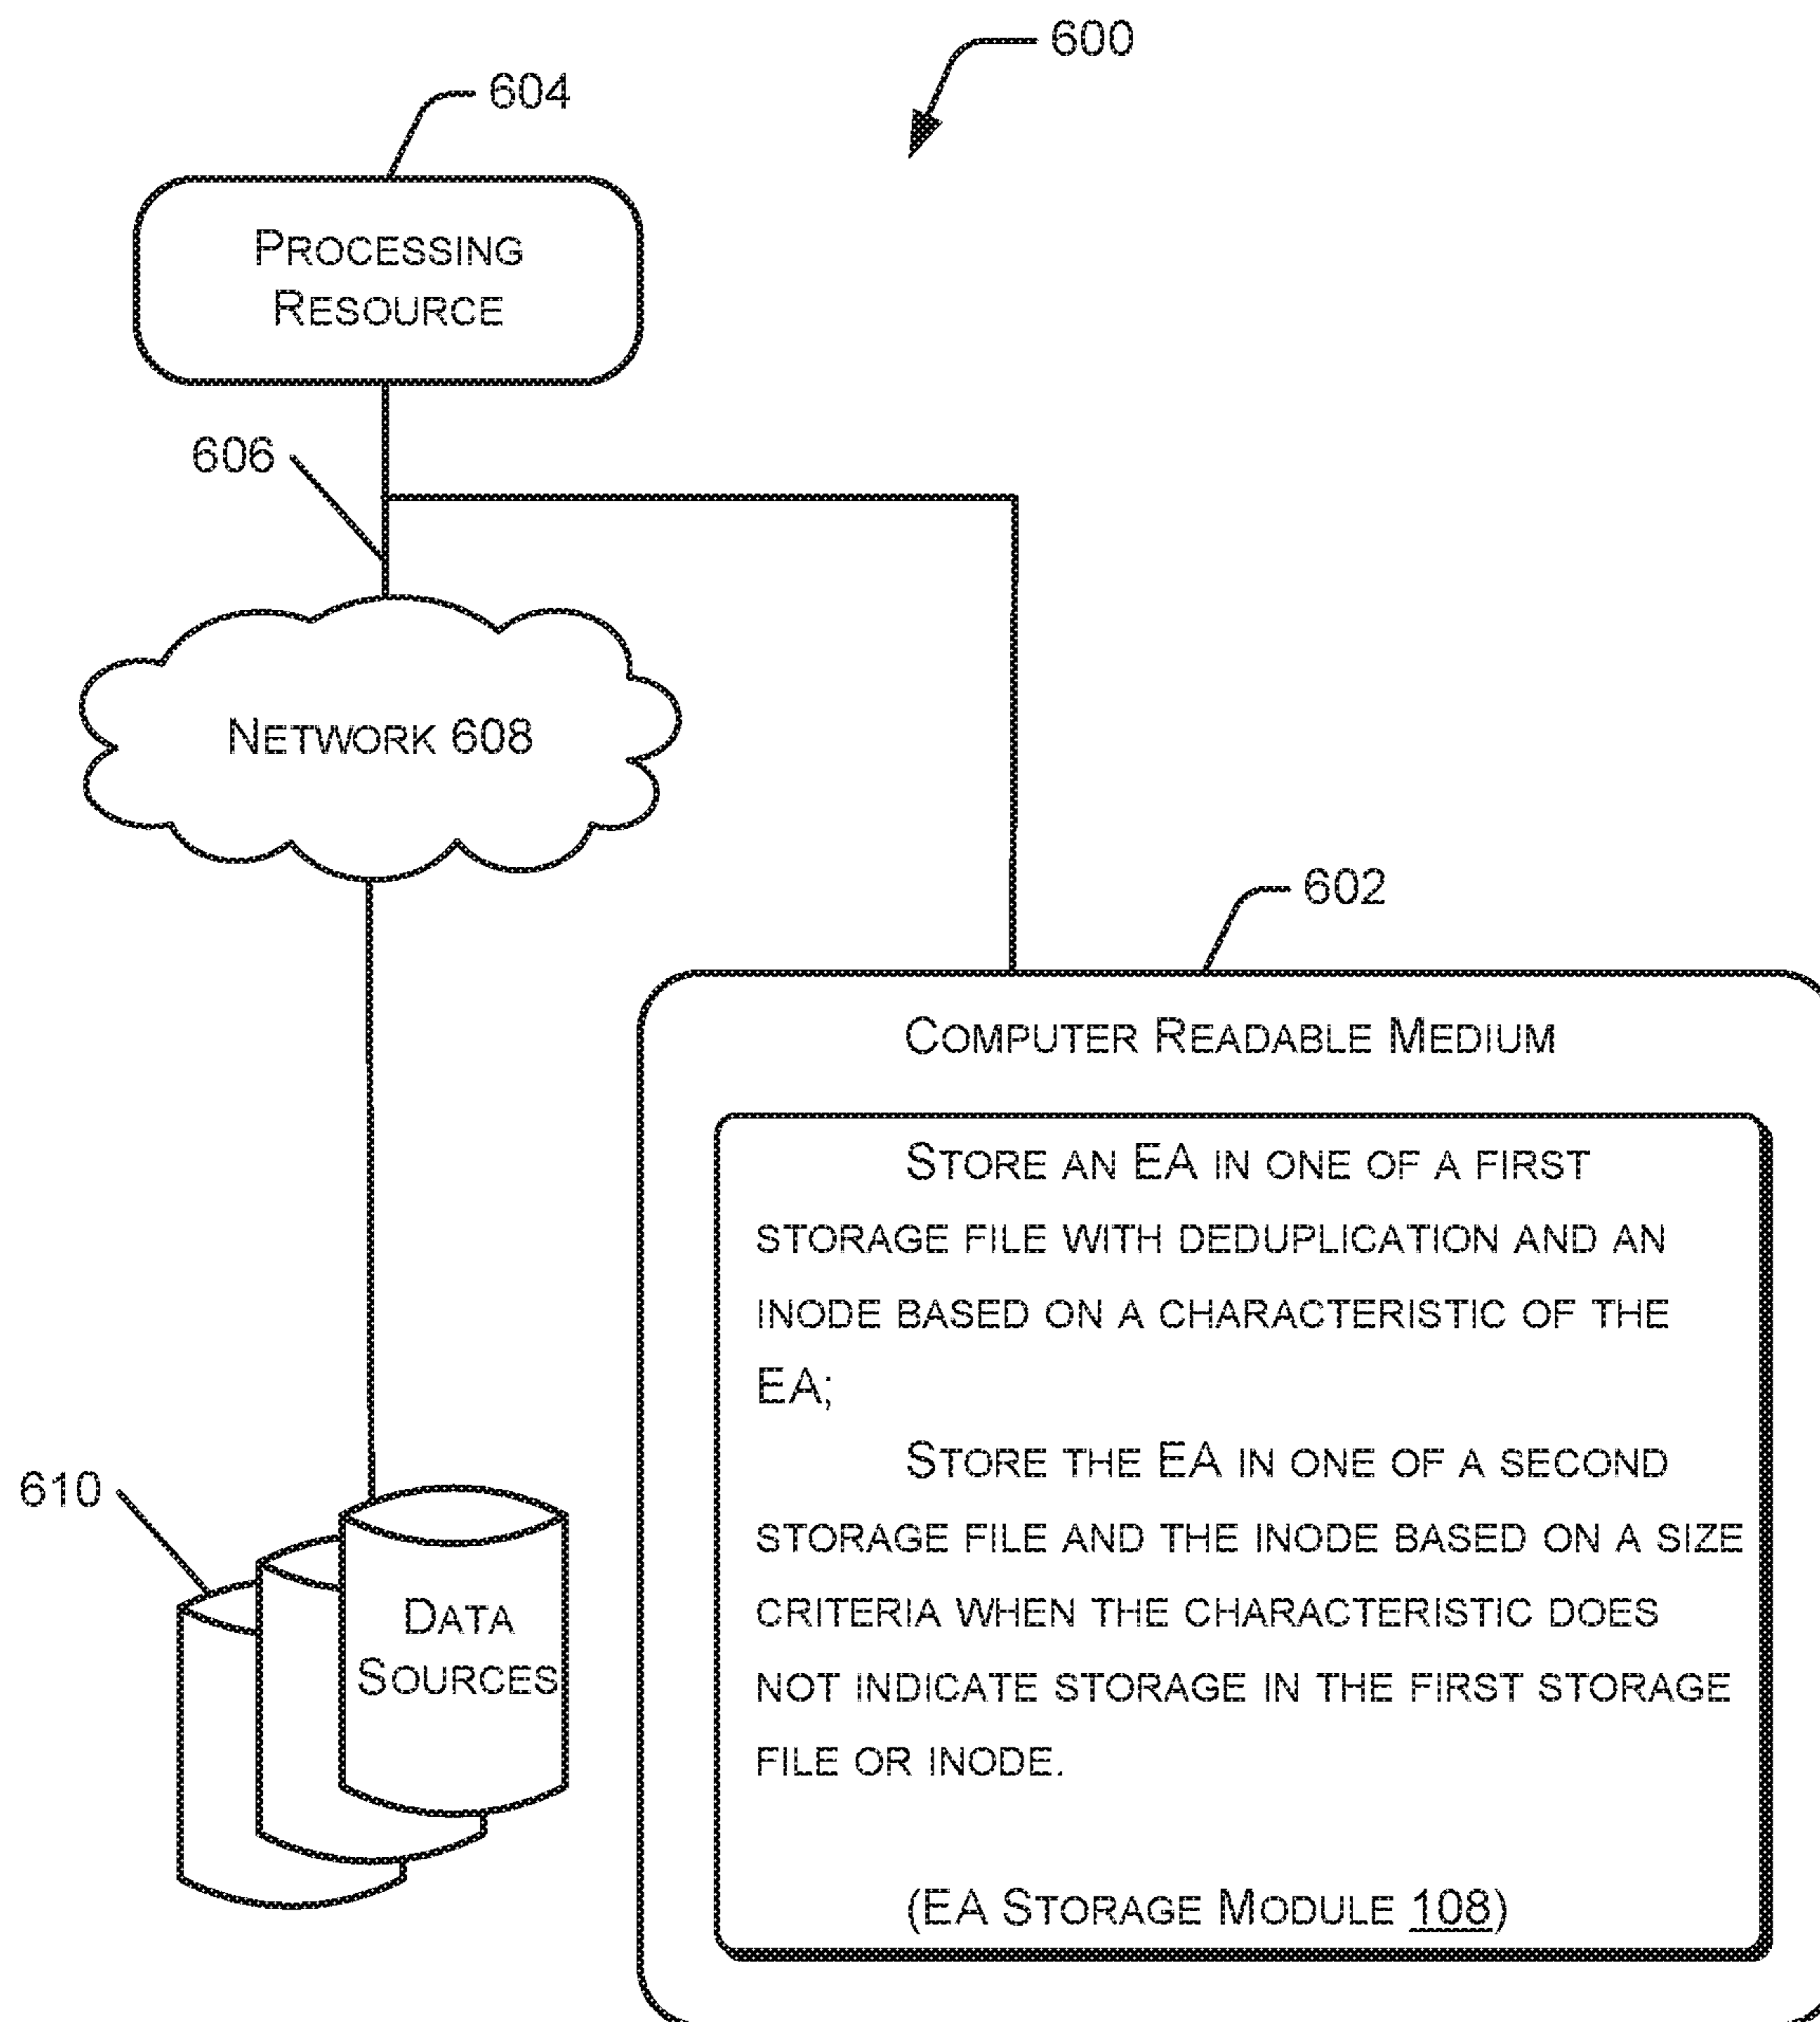 600
604
PROCESSING
RESOURCE
606
NETWORK 608
602
COMPUTER READABLE MEDIUM
STORE AN EA IN ONE OF A FIRST
STORAGE FILE WITH DEDUPLICATION AND AN
INODE BASED ON A CHARACTERISTIC OF THE
EA;
STORE THE EA IN ONE OF A SECOND
STORAGE FILE AND THE INODE BASED ON A SIZE
CRITERIA WHEN THE CHARACTERISTIC DOES
NOT INDICATE STORAGE IN THE FIRST STORAGE
FILE OR INODE.
(EA STORAGE MODULE 108)
610
DATA
SOURCES